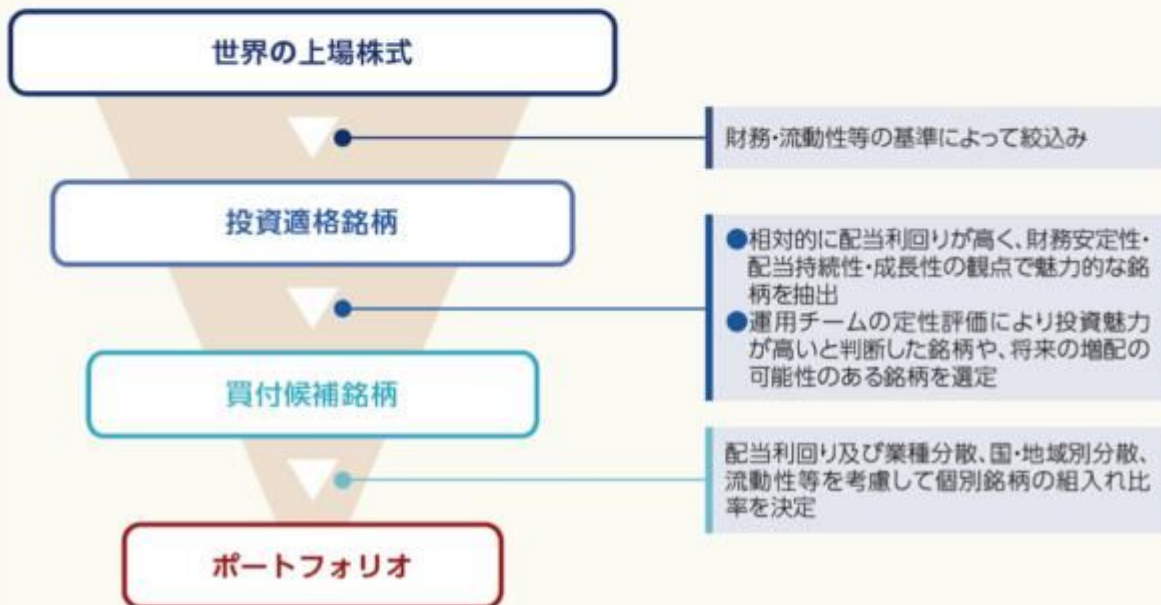 世界の上場株式
財務・流動性等の基準によって絞込み
投資適格銘柄
●相対的に配当利回りが高く、財務安定性・
配当持続性・成長性の観点で魅力的な銘
柄を抽出
●運用チームの定性評価により投資魅力
が高いと判断した銘柄や、将来の増配の
可能性のある銘柄を選定
買付候補銘柄
配当利回り及び業種分散、国・地域別分散、
流動性等を考慮して個別銘柄の組入れ比
率を決定
ポートフォリオ